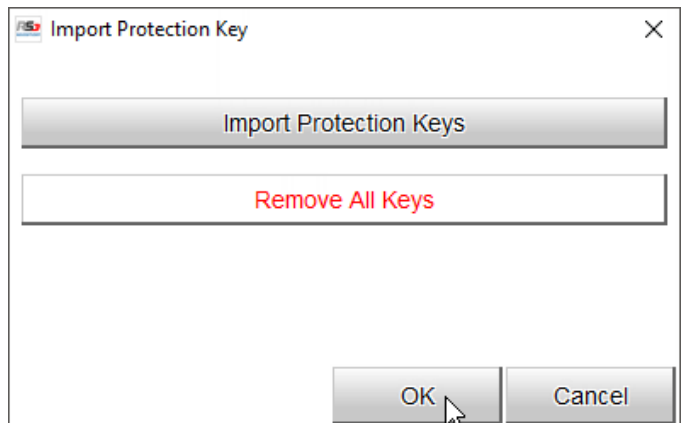 Import Protection Key
Import Protection Keys
Remove All Keys
OK
Cancel